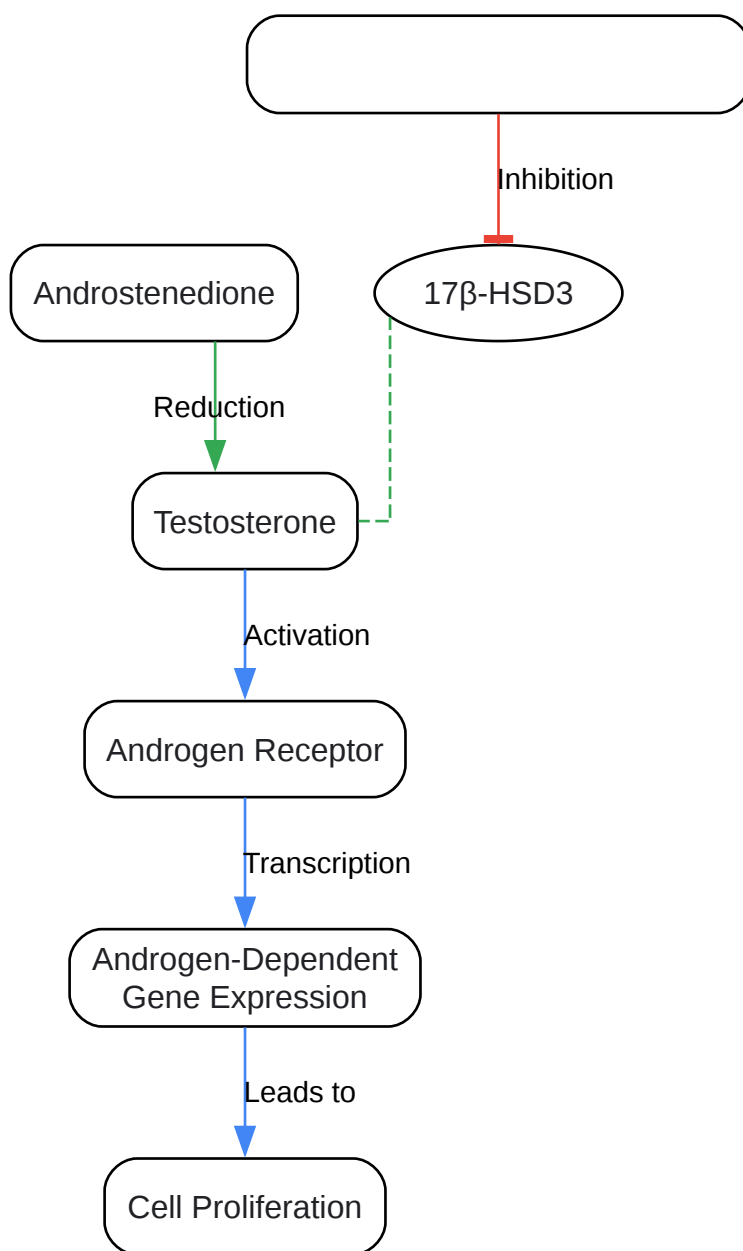 Inhibition
Androstenedione
17β-HSD3
Reduction
Testosterone
Activation
Androgen Receptor
Transcription
Androgen-Dependent
Gene Expression
Leads to
Cell Proliferation